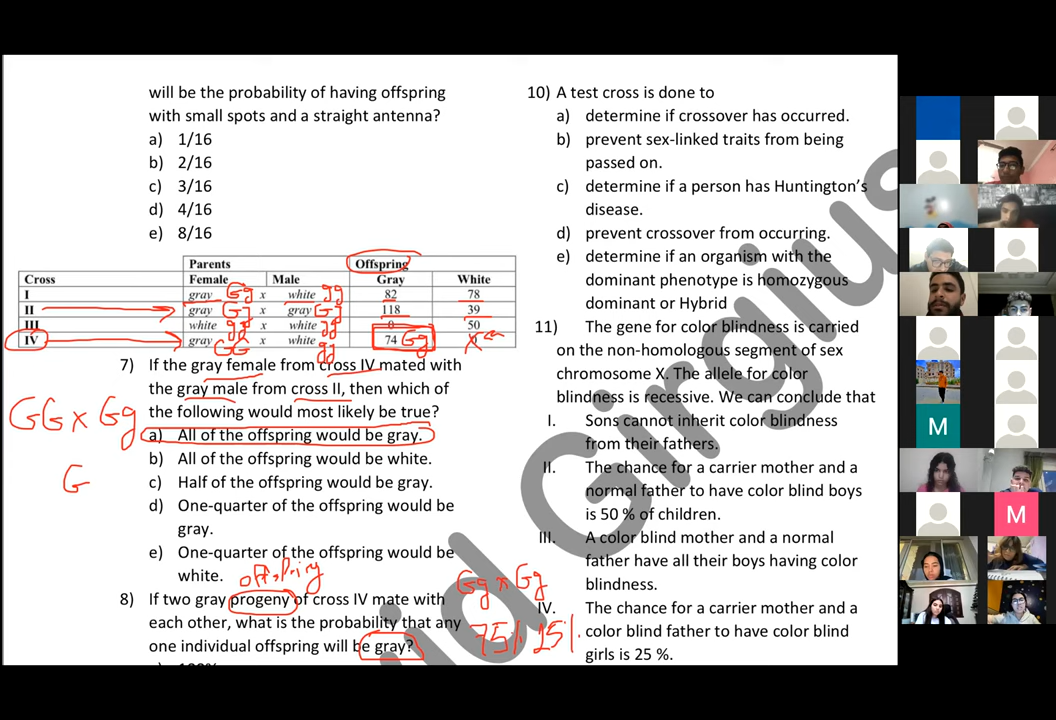 will be the probability of having offspring
with small spots and a straight antenna?
a) 1/16
b) 2/16
c) 3/16
d) 4/16
e) 8/16
Parents Offspring
Cross Female Male Gray White
I gray Gg x white gg 82 78
II gray Gg x gray Gg 118 39
III white gg x white gg 0 50
IV gray GG x white gg 74 Gg
7) If the gray female from cross IV mated with
the gray male from cross II, then which of
the following would most likely be true?
GG x Gg
a) All of the offspring would be gray.
b) All of the offspring would be white.
G
c) Half of the offspring would be gray.
d) One-quarter of the offspring would be
gray.
e) One-quarter of the offspring would be
white.
offspring
8) If two gray progeny of cross IV mate with
each other, what is the probability that any
one individual offspring will be gray?
Gg x Gg
75% 25%
10) A test cross is done to
a) determine if crossover has occurred.
b) prevent sex-linked traits from being
passed on.
c) determine if a person has Huntington's
disease.
d) prevent crossover from occurring.
e) determine if an organism with the
dominant phenotype is homozygous
dominant or Hybrid
11) The gene for color blindness is carried
on the non-homologous segment of sex
chromosome X. The allele for color
blindness is recessive. We can conclude that
I. Sons cannot inherit color blindness
from their fathers.
II. The chance for a carrier mother and a
normal father to have color blind boys
is 50 % of children.
III. A color blind mother and a normal
father have all their boys having color
blindness.
IV. The chance for a carrier mother and a
color blind father to have color blind
girls is 25 %.
id Girgius
M
M